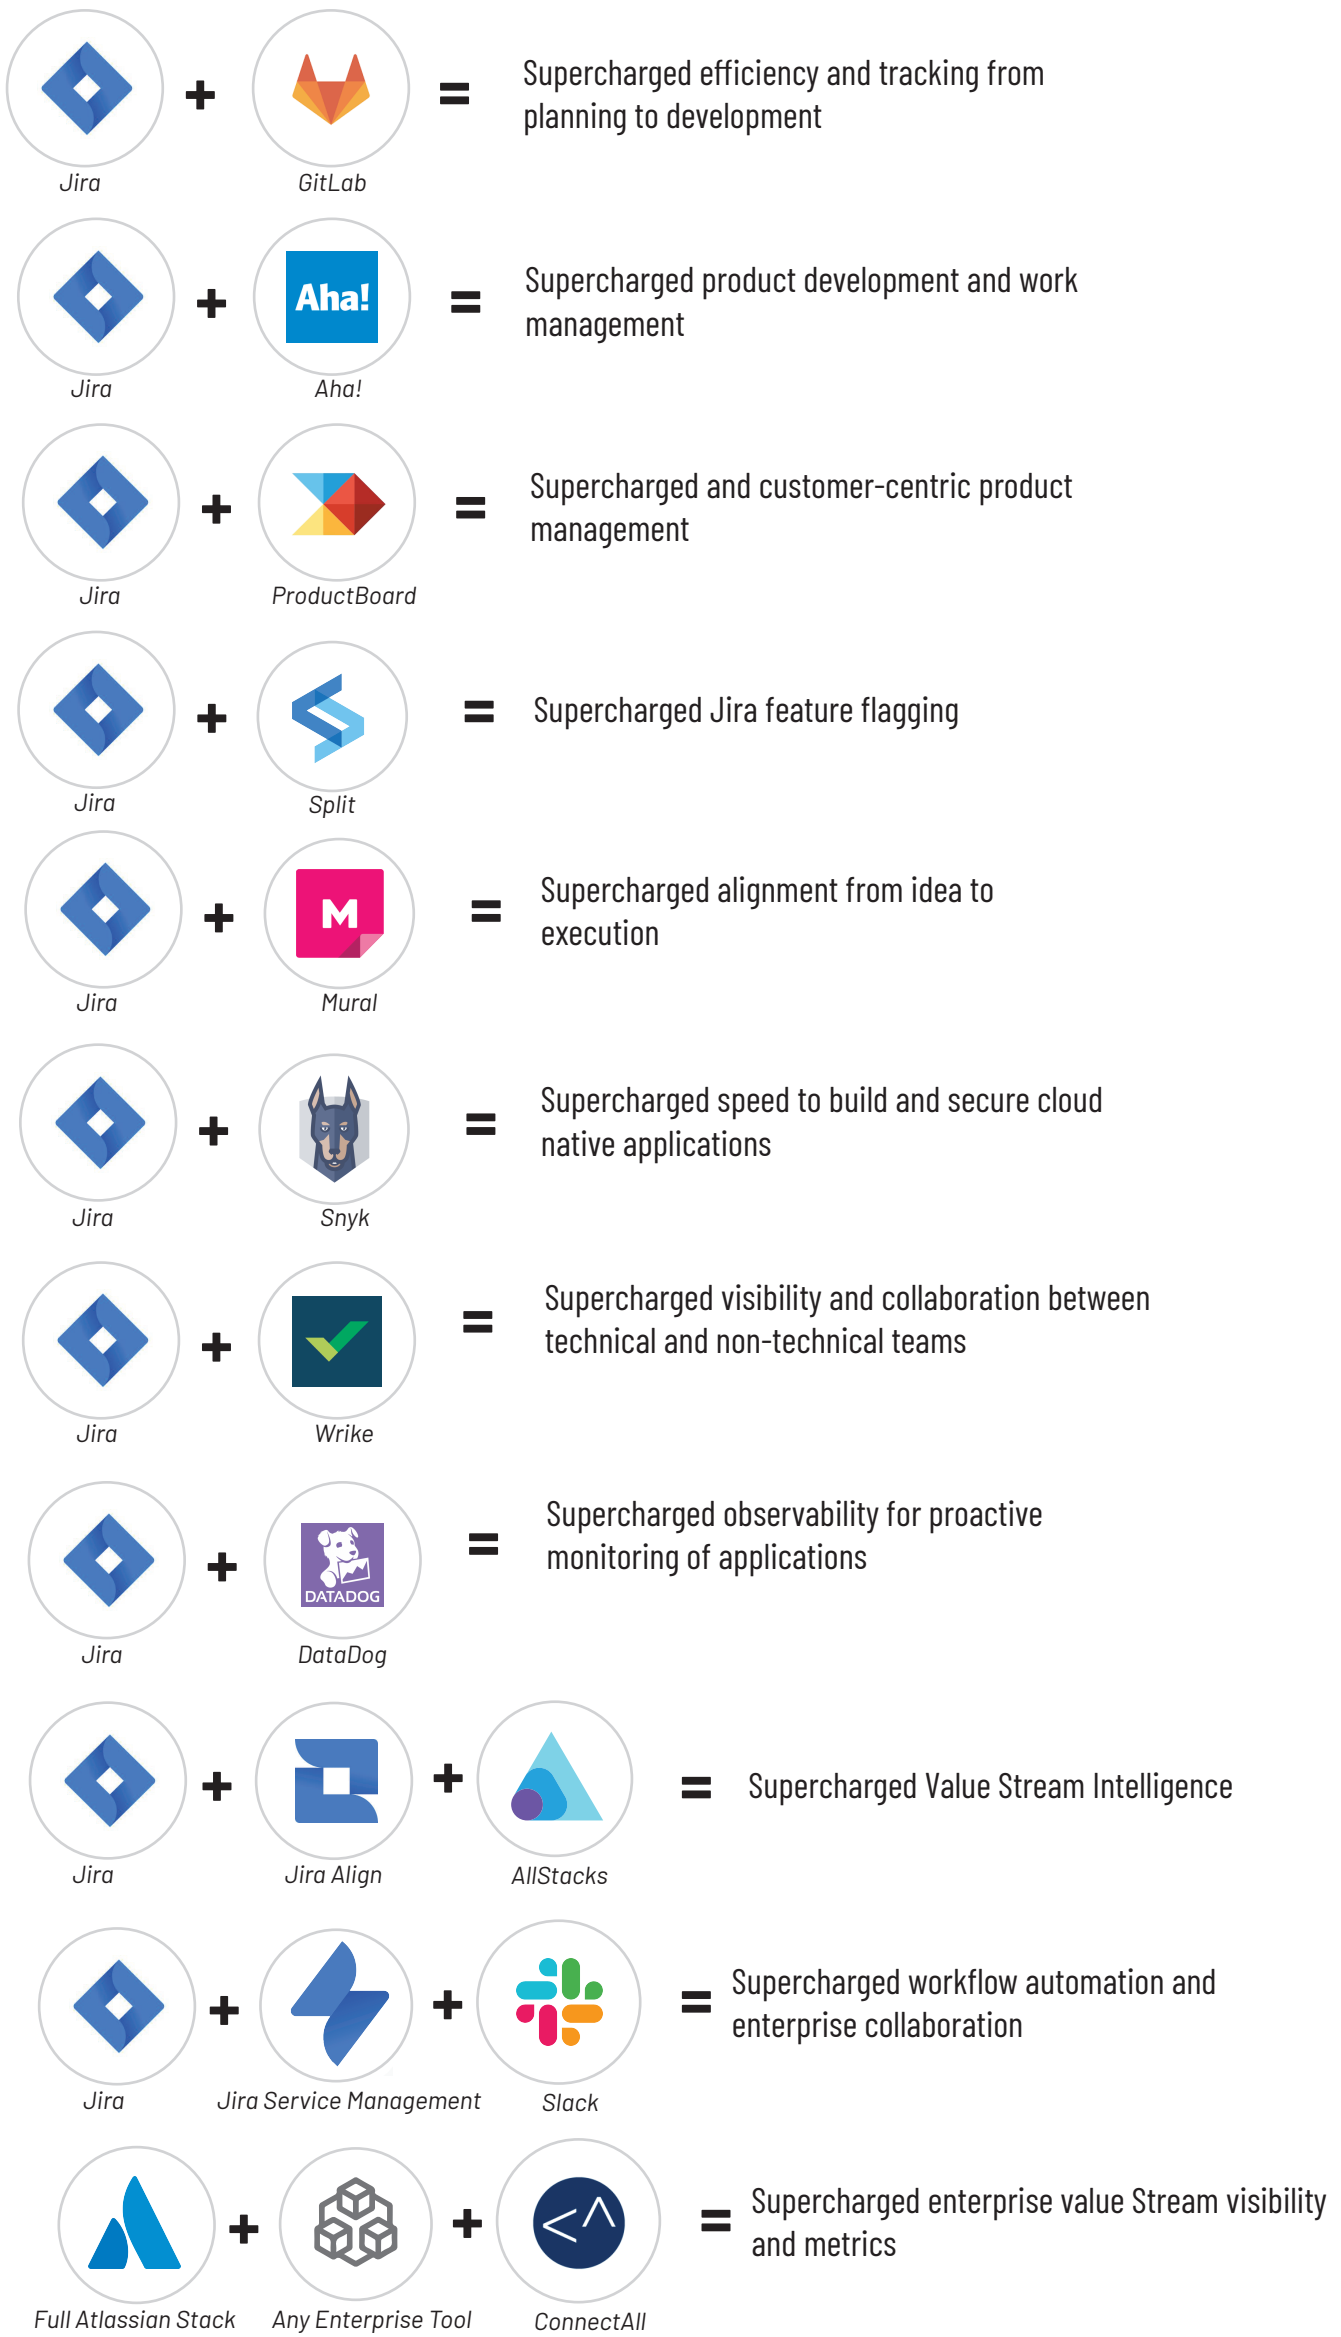 +
=
Supercharged efficiency and tracking from
planning to development
Jira
GitLab
Aha!
+
=
Supercharged product development and work
management
Jira
Aha!
+
=
Supercharged and customer-centric product
management
Jira
ProductBoard
+
=
Supercharged Jira feature flagging
Jira
Split
M
+
=
Supercharged alignment from idea to
execution
Jira
Mural
+
=
Supercharged speed to build and secure cloud
native applications
Jira
Snyk
+
=
Supercharged visibility and collaboration between
technical and non-technical teams
Jira
Wrike
+
DATADOG
=
Supercharged observability for proactive
monitoring of applications
Jira
DataDog
+
+
=
Supercharged Value Stream Intelligence
Jira
Jira Align
AllStacks
+
+
=
Supercharged workflow automation and
enterprise collaboration
Jira
Jira Service Management
Slack
+
+
<^
=
Supercharged enterprise value Stream visibility
and metrics
Full Atlassian Stack
Any Enterprise Tool
ConnectAll